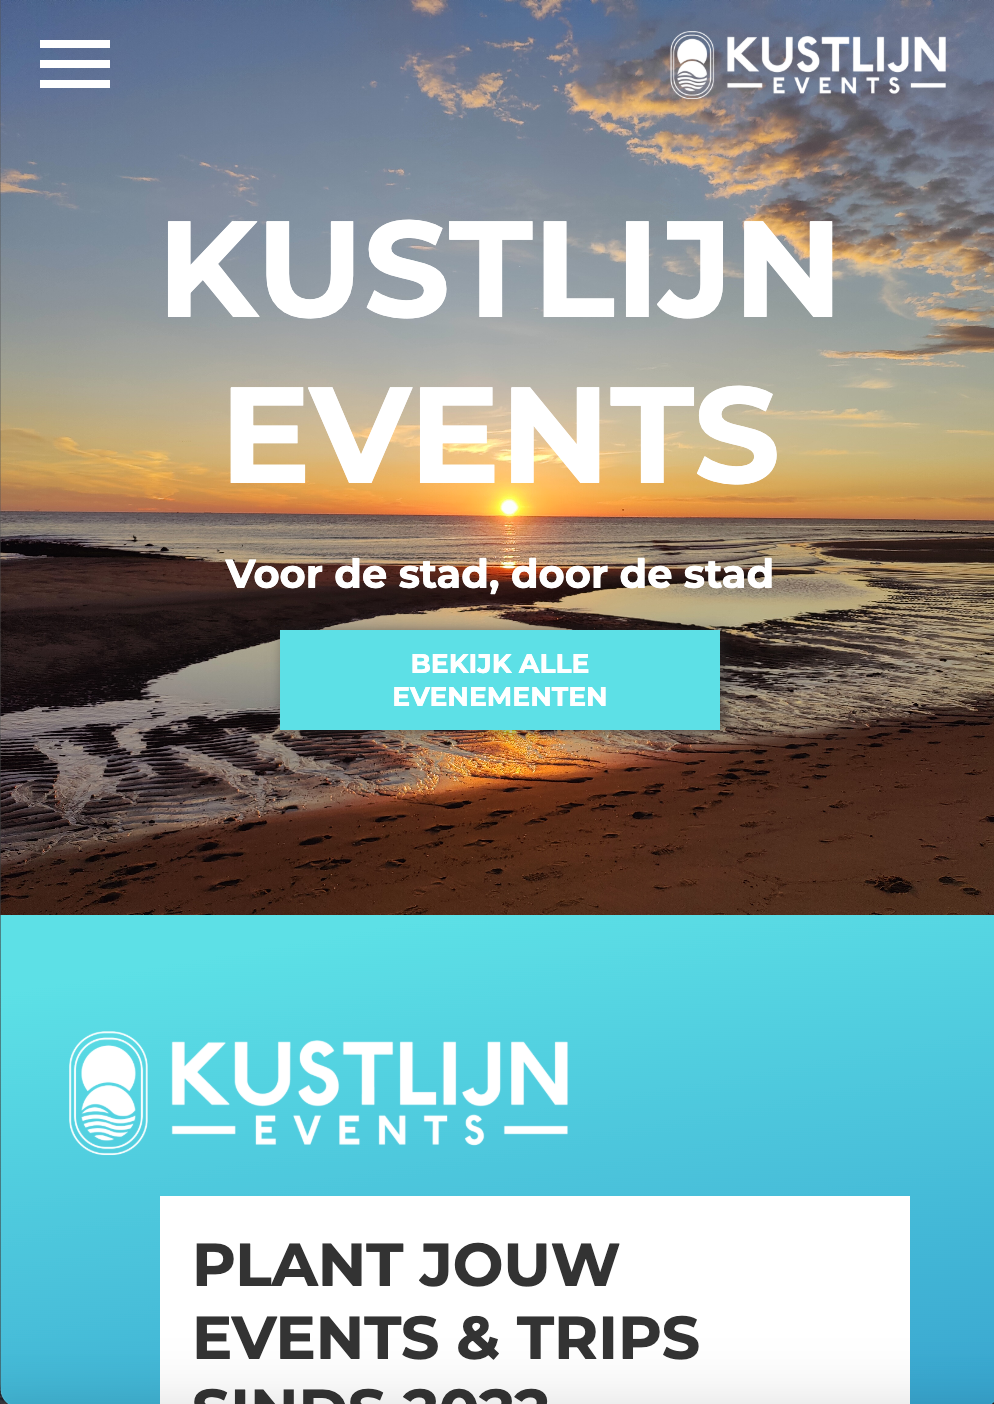 KUSTLIJN
EVENTS
KUSTLIJN
EVENTS
Voor de stad, door de stad
BEKIJK ALLE
EVENEMENTEN
KUSTLIJN
EVENTS
PLANT JOUW
EVENTS & TRIPS
SINDS